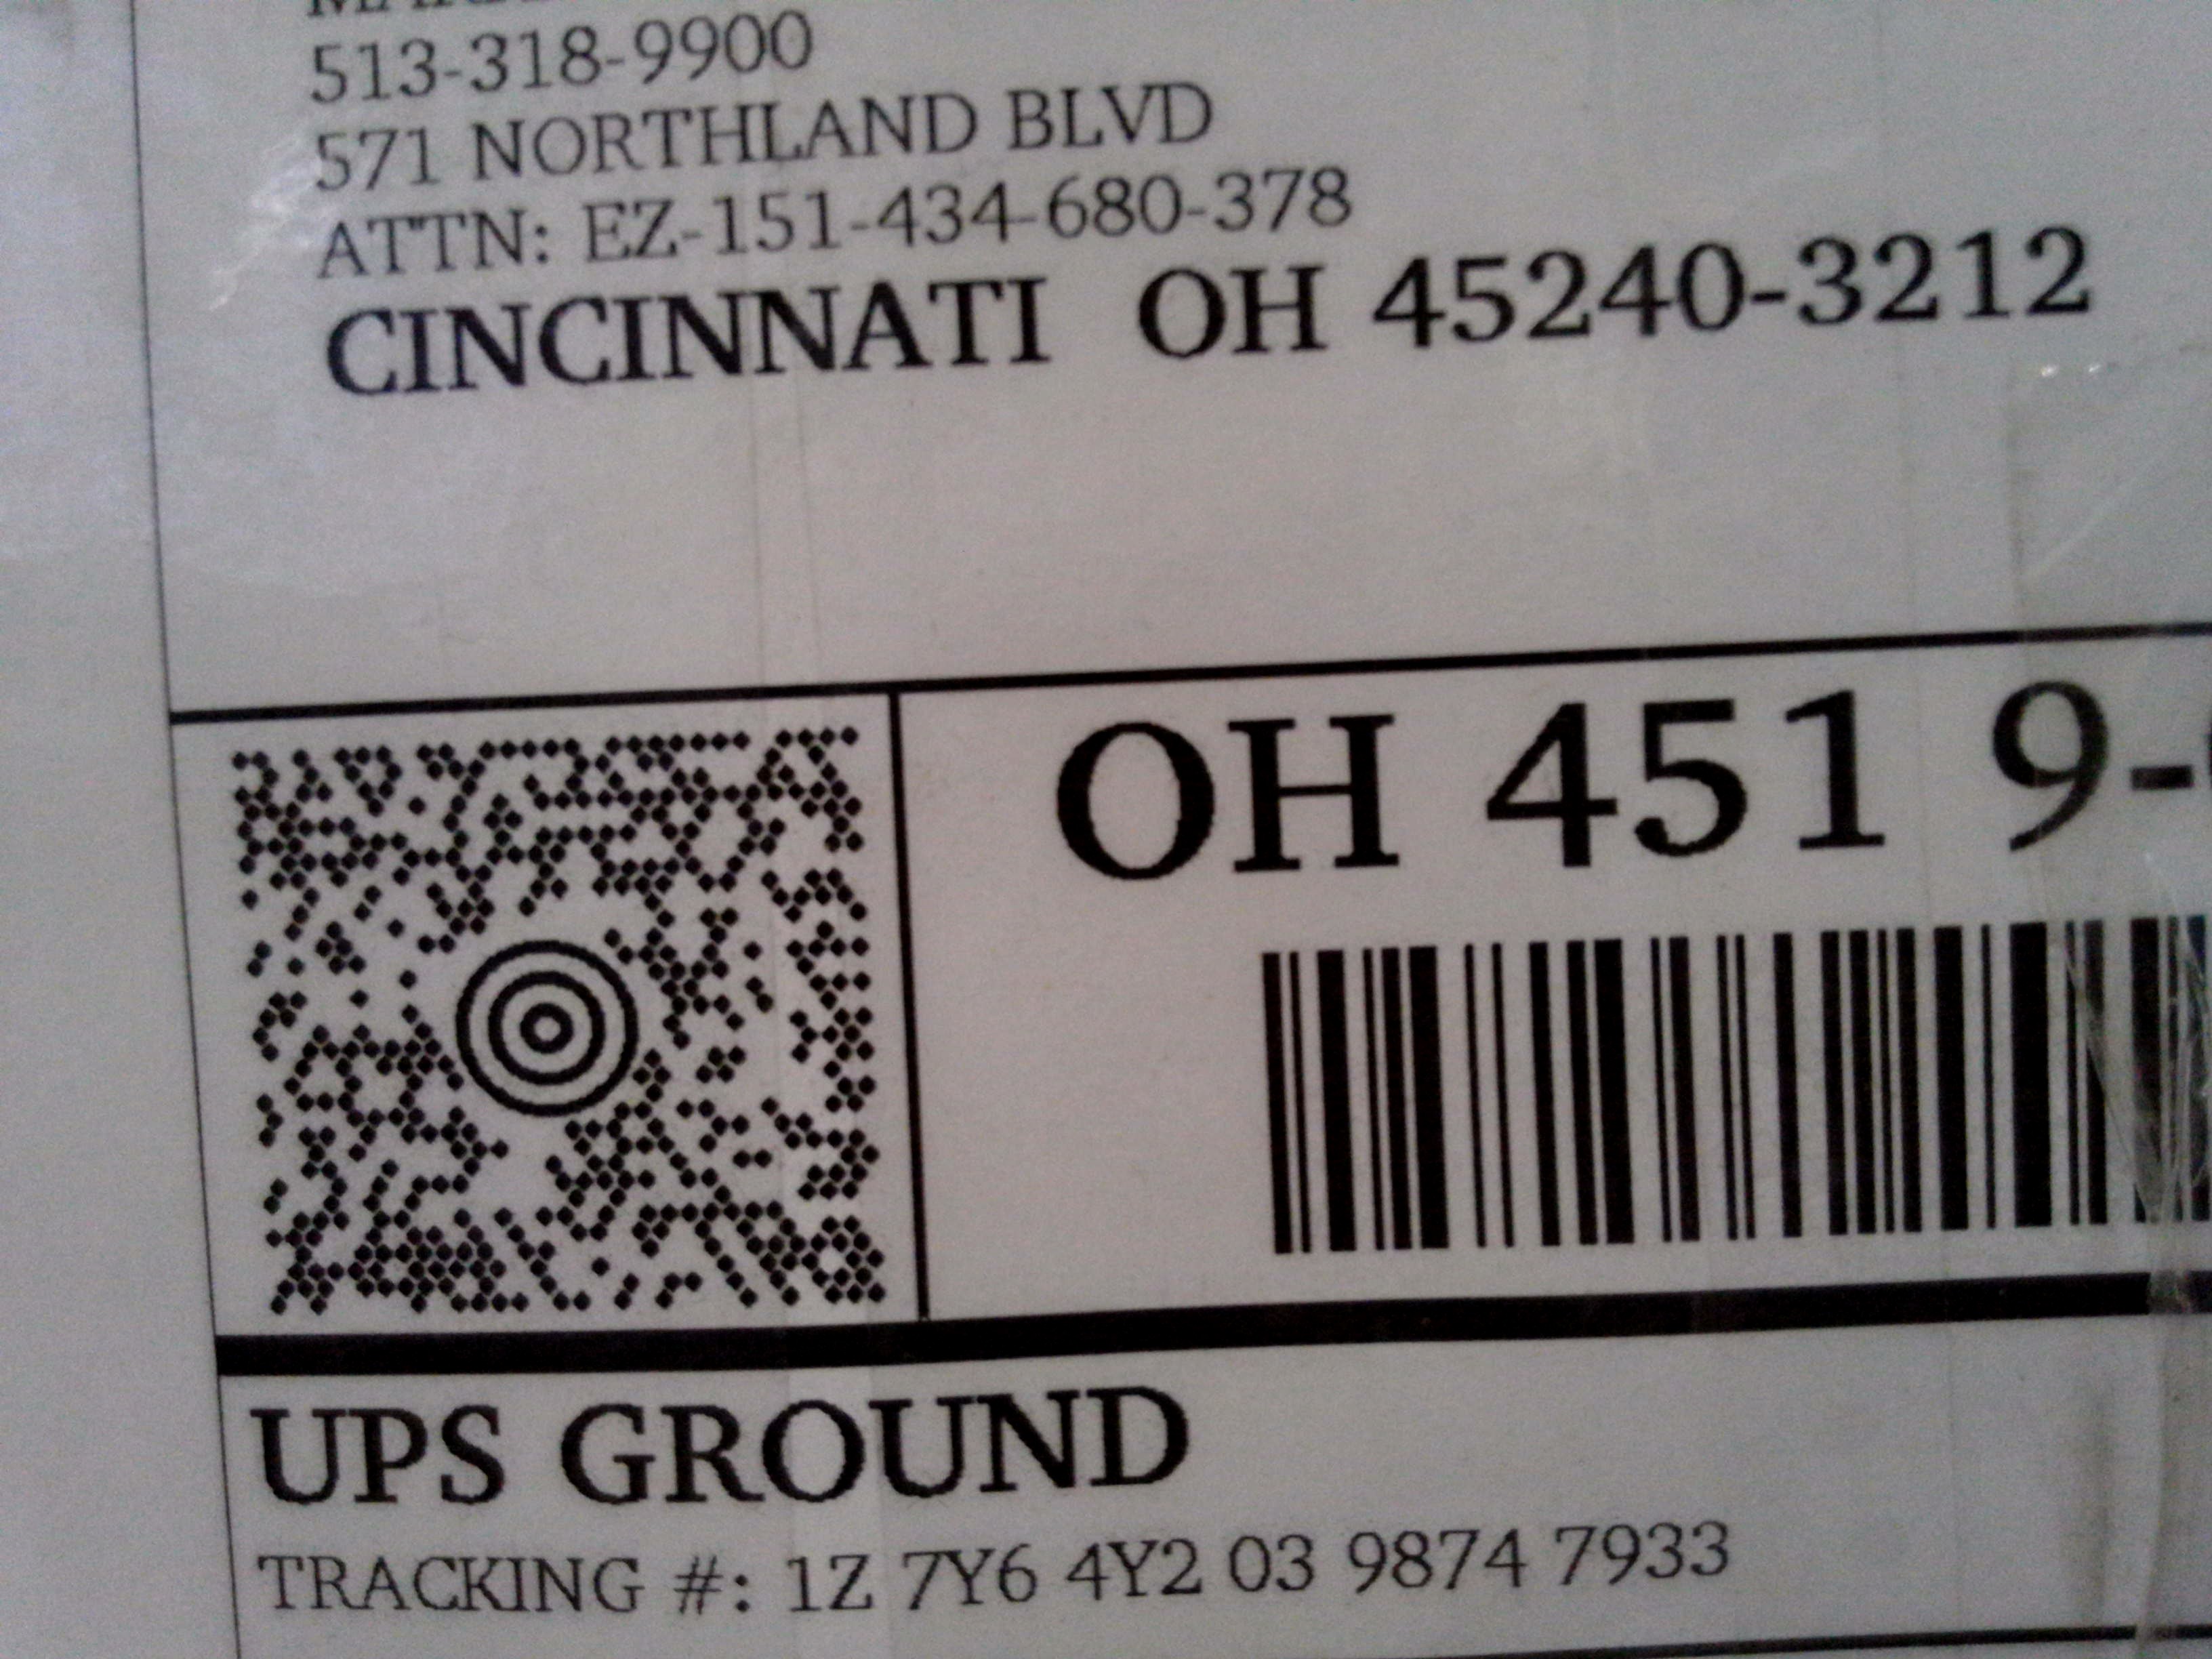 513-318-9900
571 NORTHLAND BLVD
ATTN: EZ-151-434-680-378
CINCINNATI OH 45240-3212
OH 451 9-
UPS GROUND
TRACKING #: 1Z 7Y6 4Y2 03 9874 7933